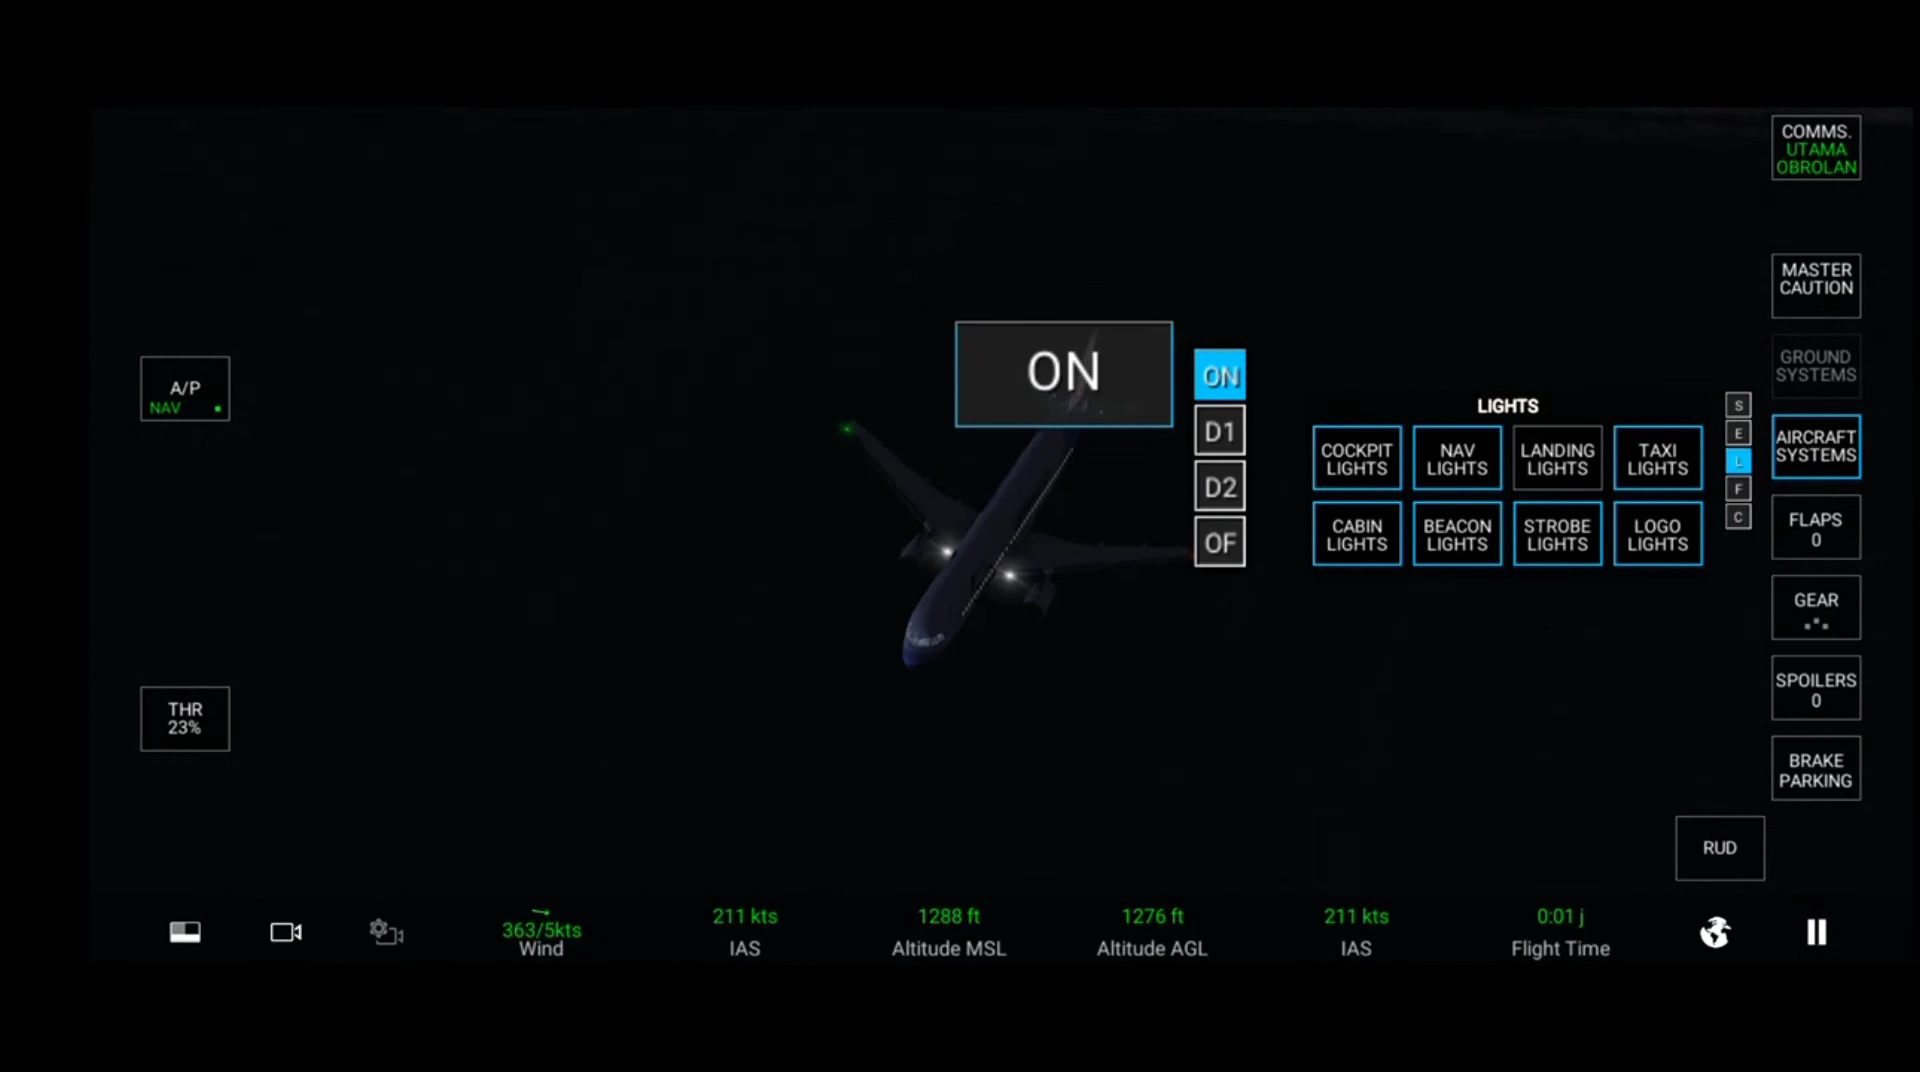 COMMS.
UTAMA
OBROLAN
MASTER
CAUTION
GROUND
SYSTEMS
A/P
NAV
ON
ON
D1
D2
OF
LIGHTS
COCKPIT
LIGHTS
NAV
LIGHTS
LANDING
LIGHTS
TAXI
LIGHTS
CABIN
LIGHTS
BEACON
LIGHTS
STROBE
LIGHTS
LOGO
LIGHTS
S
E
L
F
C
AIRCRAFT
SYSTEMS
FLAPS
0
GEAR
SPOILERS
0
THR
23%
BRAKE
PARKING
RUD
363/5kts
Wind
211 kts
IAS
1288 ft
Altitude MSL
1276 ft
Altitude AGL
211 kts
IAS
0:01 j
Flight Time